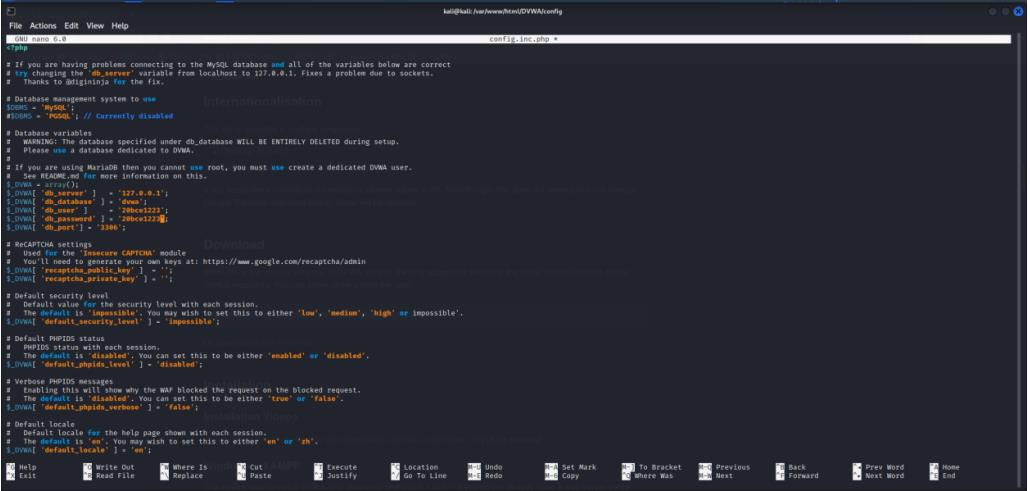 kali@kali: /var/www/html/DVWA/config
File Actions Edit View Help
GNU nano 6.0 config.inc.php *
<?php
# If you are having problems connecting to the MySQL database and all of the variables below are correct
# try changing the 'db_server' variable from localhost to 127.0.0.1. Fixes a problem due to sockets.
# Thanks to @digininja for the fix.
# Database management system to use
$DBMS = 'MySQL';
#$DBMS = 'PGSQL'; // Currently disabled
# Database variables
# WARNING: The database specified under db_database WILL BE ENTIRELY DELETED during setup.
# Please use a database dedicated to DVWA.
#
# If you are using MariaDB then you cannot use root, you must use create a dedicated DVWA user.
# See README.md for more information on this.
$_DVWA = array();
$_DVWA[ 'db_server' ] = '127.0.0.1';
$_DVWA[ 'db_database' ] = 'dvwa';
$_DVWA[ 'db_user' ] = '20bce1223';
$_DVWA[ 'db_password' ] = '20bce1223';
$_DVWA[ 'db_port'] = '3306';
# ReCAPTCHA settings
# Used for the 'Insecure CAPTCHA' module
# You'll need to generate your own keys at: https://www.google.com/recaptcha/admin
$_DVWA[ 'recaptcha_public_key' ] = '';
$_DVWA[ 'recaptcha_private_key' ] = '';
# Default security level
# Default value for the security level with each session.
# The default is 'impossible'. You may wish to set this to either 'low', 'medium', 'high' or impossible'.
$_DVWA[ 'default_security_level' ] = 'impossible';
# Default PHPIDS status
# PHPIDS status with each session.
# The default is 'disabled'. You can set this to be either 'enabled' or 'disabled'.
$_DVWA[ 'default_phpids_level' ] = 'disabled';
# Verbose PHPIDS messages
# Enabling this will show why the WAF blocked the request on the blocked request.
# The default is 'disabled'. You can set this to be either 'true' or 'false'.
$_DVWA[ 'default_phpids_verbose' ] = 'false';
# Default locale
# Default locale for the help page shown with each session.
# The default is 'en'. You may wish to set this to either 'en' or 'zh'.
$_DVWA[ 'default_locale' ] = 'en';
^G Help ^O Write Out ^W Where Is ^K Cut ^T Execute ^C Location M-U Undo M-A Set Mark M-] To Bracket M-Q Previous ^B Back ^◂ Prev Word ^A Home
^X Exit ^R Read File ^\ Replace ^U Paste ^J Justify ^/ Go To Line M-E Redo M-6 Copy ^Q Where Was M-W Next ^F Forward ^▸ Next Word ^E End
Internationalisation
Download
Installation
Installation Videos